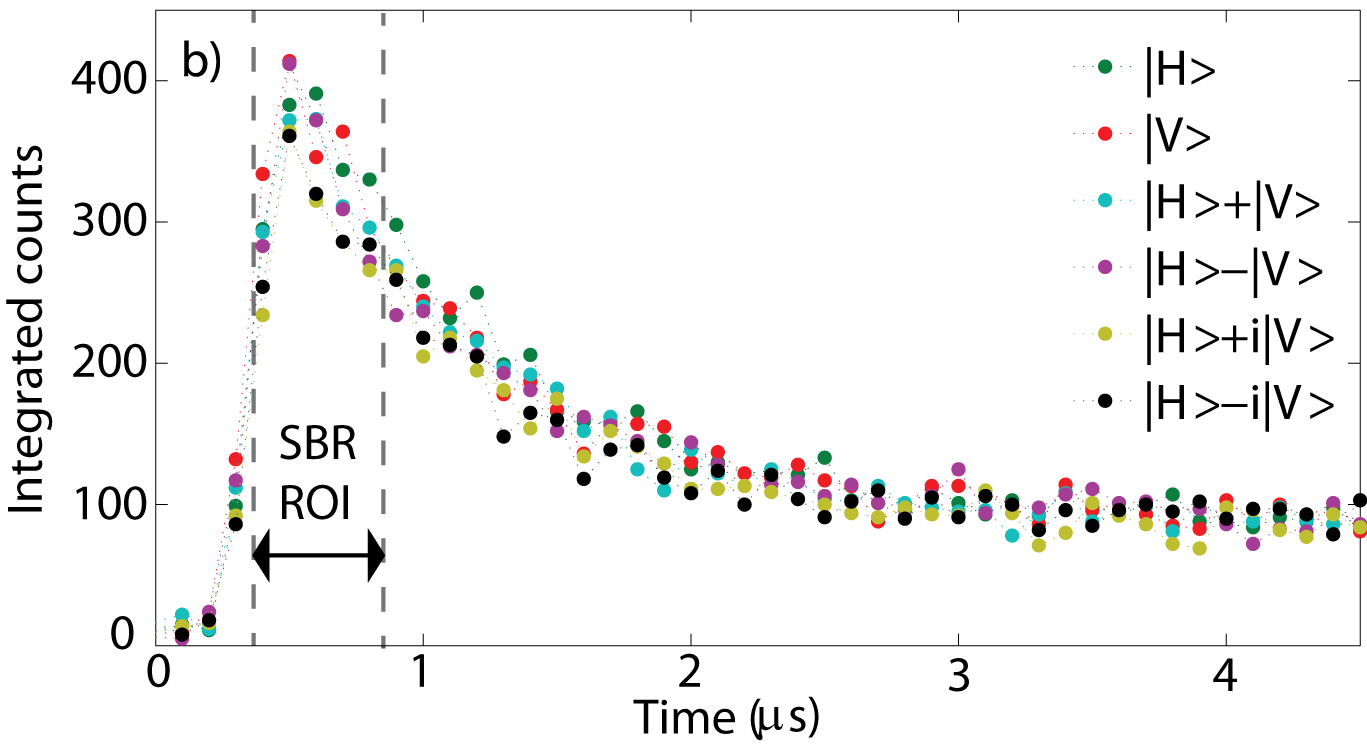 b)
|H>
|V>
|H>+|V>
|H>−|V>
|H>+i|V>
|H>−i|V>
SBR
ROI
Integrated counts
400
300
200
100
0
0 1 2 3 4
Time (μs)